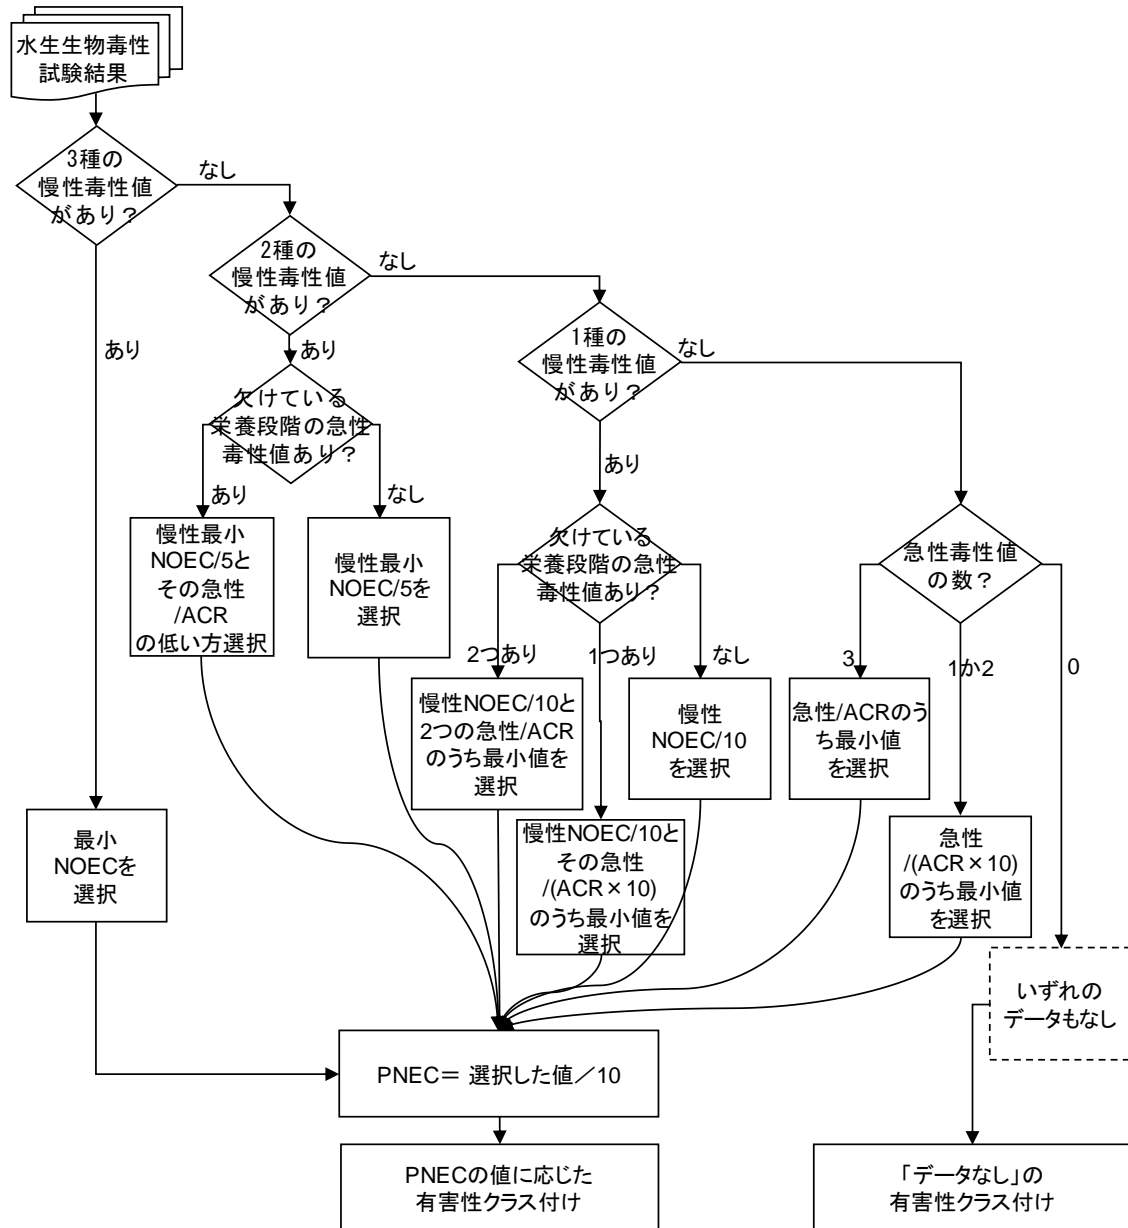 水生生物毒性
試験結果
3種の
慢性毒性値
があり？
なし
あり
2種の
慢性毒性値
があり？
なし
あり
1種の
慢性毒性値
があり？
なし
あり
欠けている
栄養段階の急性
毒性値あり？
あり
なし
慢性最小
NOEC/5と
その急性
/ACR
の低い方選択
慢性最小
NOEC/5を
選択
欠けている
栄養段階の急性
毒性値あり？
2つあり
1つあり
なし
急性毒性値
の数？
3
1か2
0
慢性NOEC/10と
2つの急性/ACR
のうち最小値を
選択
慢性
NOEC/10
を選択
急性/ACRのう
ち最小値
を選択
最小
NOECを
選択
慢性NOEC/10と
その急性
/(ACR×10)
のうち最小値を
選択
急性
/(ACR×10)
のうち最小値
を選択
いずれの
データもなし
PNEC＝ 選択した値／10
PNECの値に応じた
有害性クラス付け
「データなし」の
有害性クラス付け